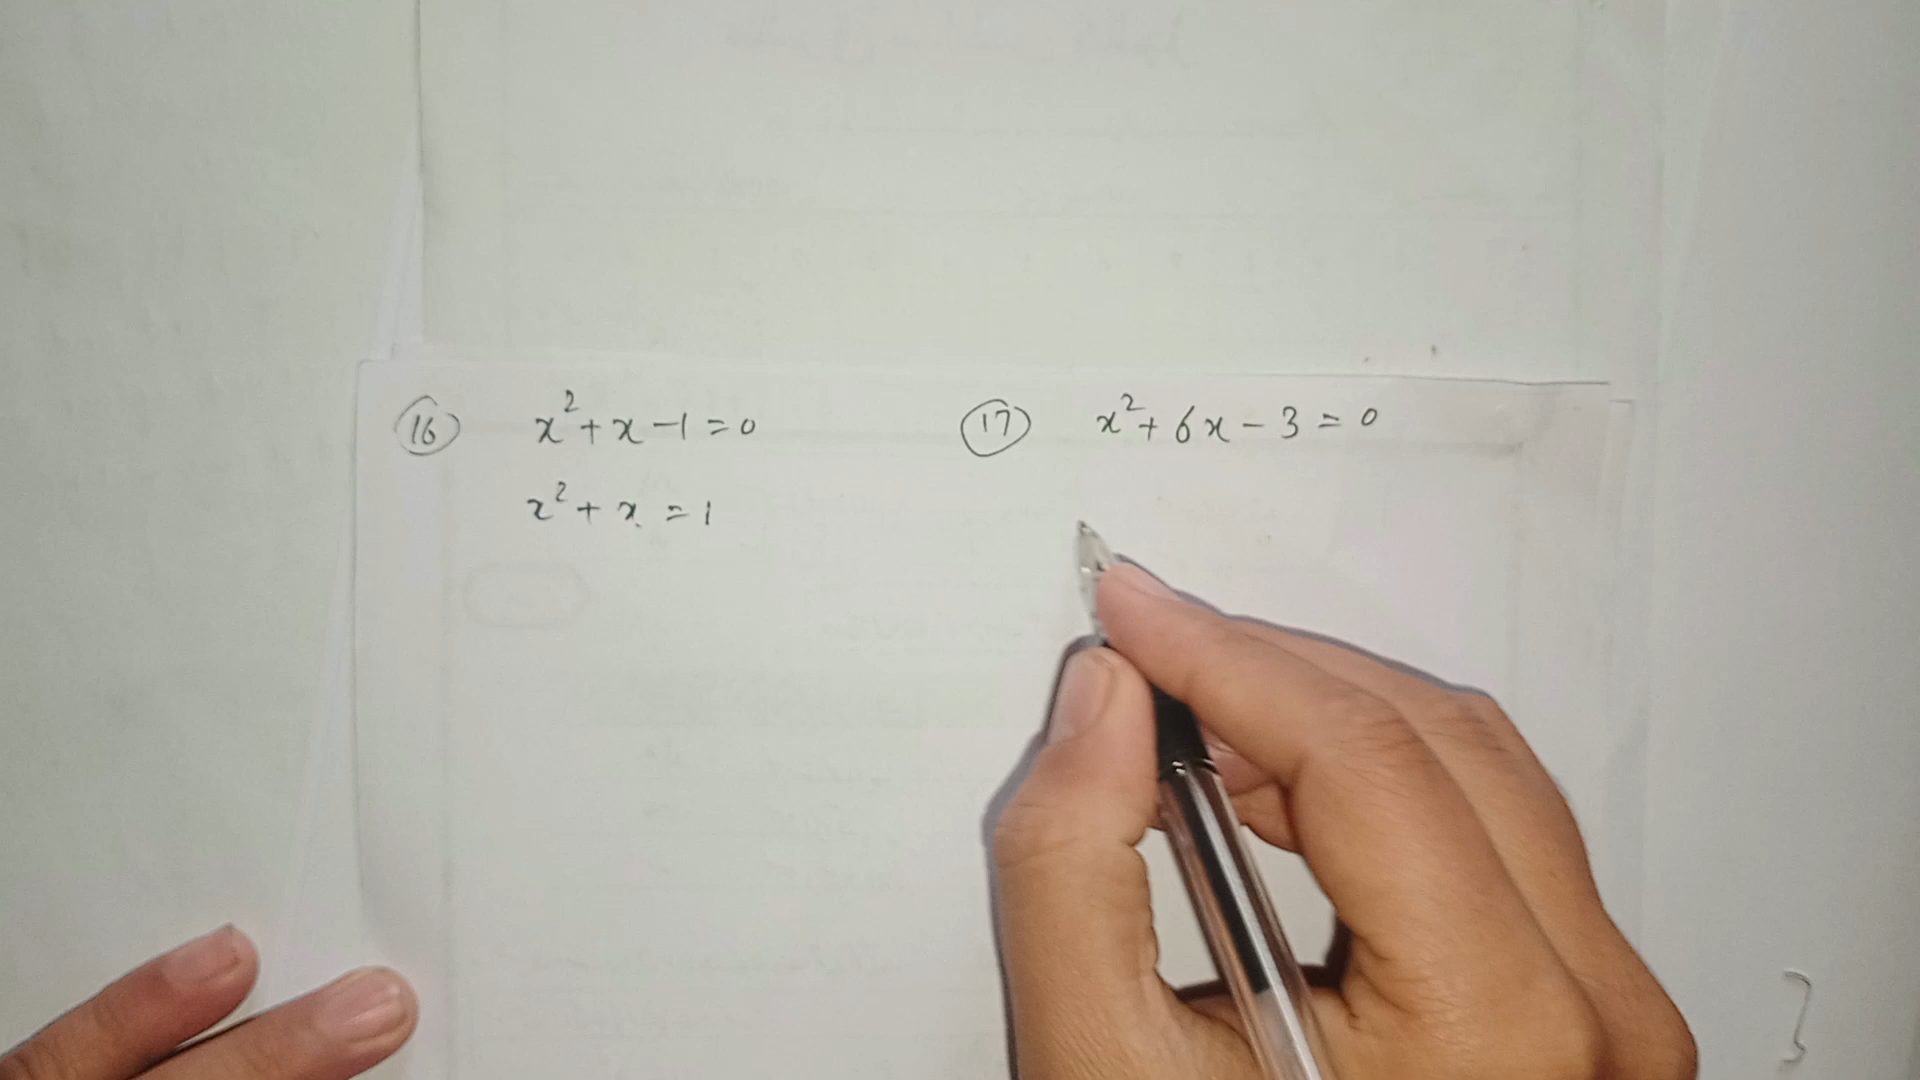 16 x² + x - 1 = 0
x² + x = 1
17 x² + 6x - 3 = 0
}